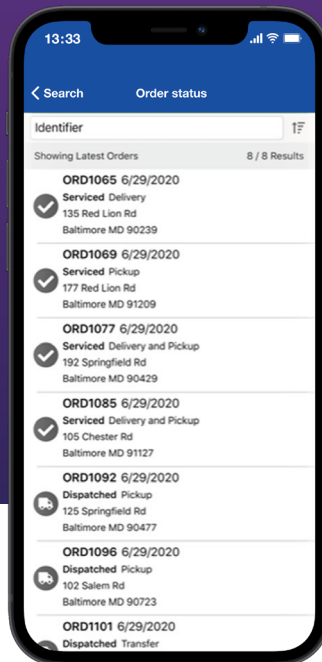 13:33
Search Order status
Identifier
Showing Latest Orders 8 / 8 Results
ORD1065 6/29/2020
Serviced Delivery
135 Red Lion Rd
Baltimore MD 90239
ORD1069 6/29/2020
Serviced Pickup
177 Red Lion Rd
Baltimore MD 91209
ORD1077 6/29/2020
Serviced Delivery and Pickup
192 Springfield Rd
Baltimore MD 90429
ORD1085 6/29/2020
Serviced Delivery and Pickup
105 Chester Rd
Baltimore MD 91127
ORD1092 6/29/2020
Dispatched Pickup
125 Springfield Rd
Baltimore MD 90477
ORD1096 6/29/2020
Dispatched Pickup
102 Salem Rd
Baltimore MD 90723
ORD1101 6/29/2020
Dispatched Transfer